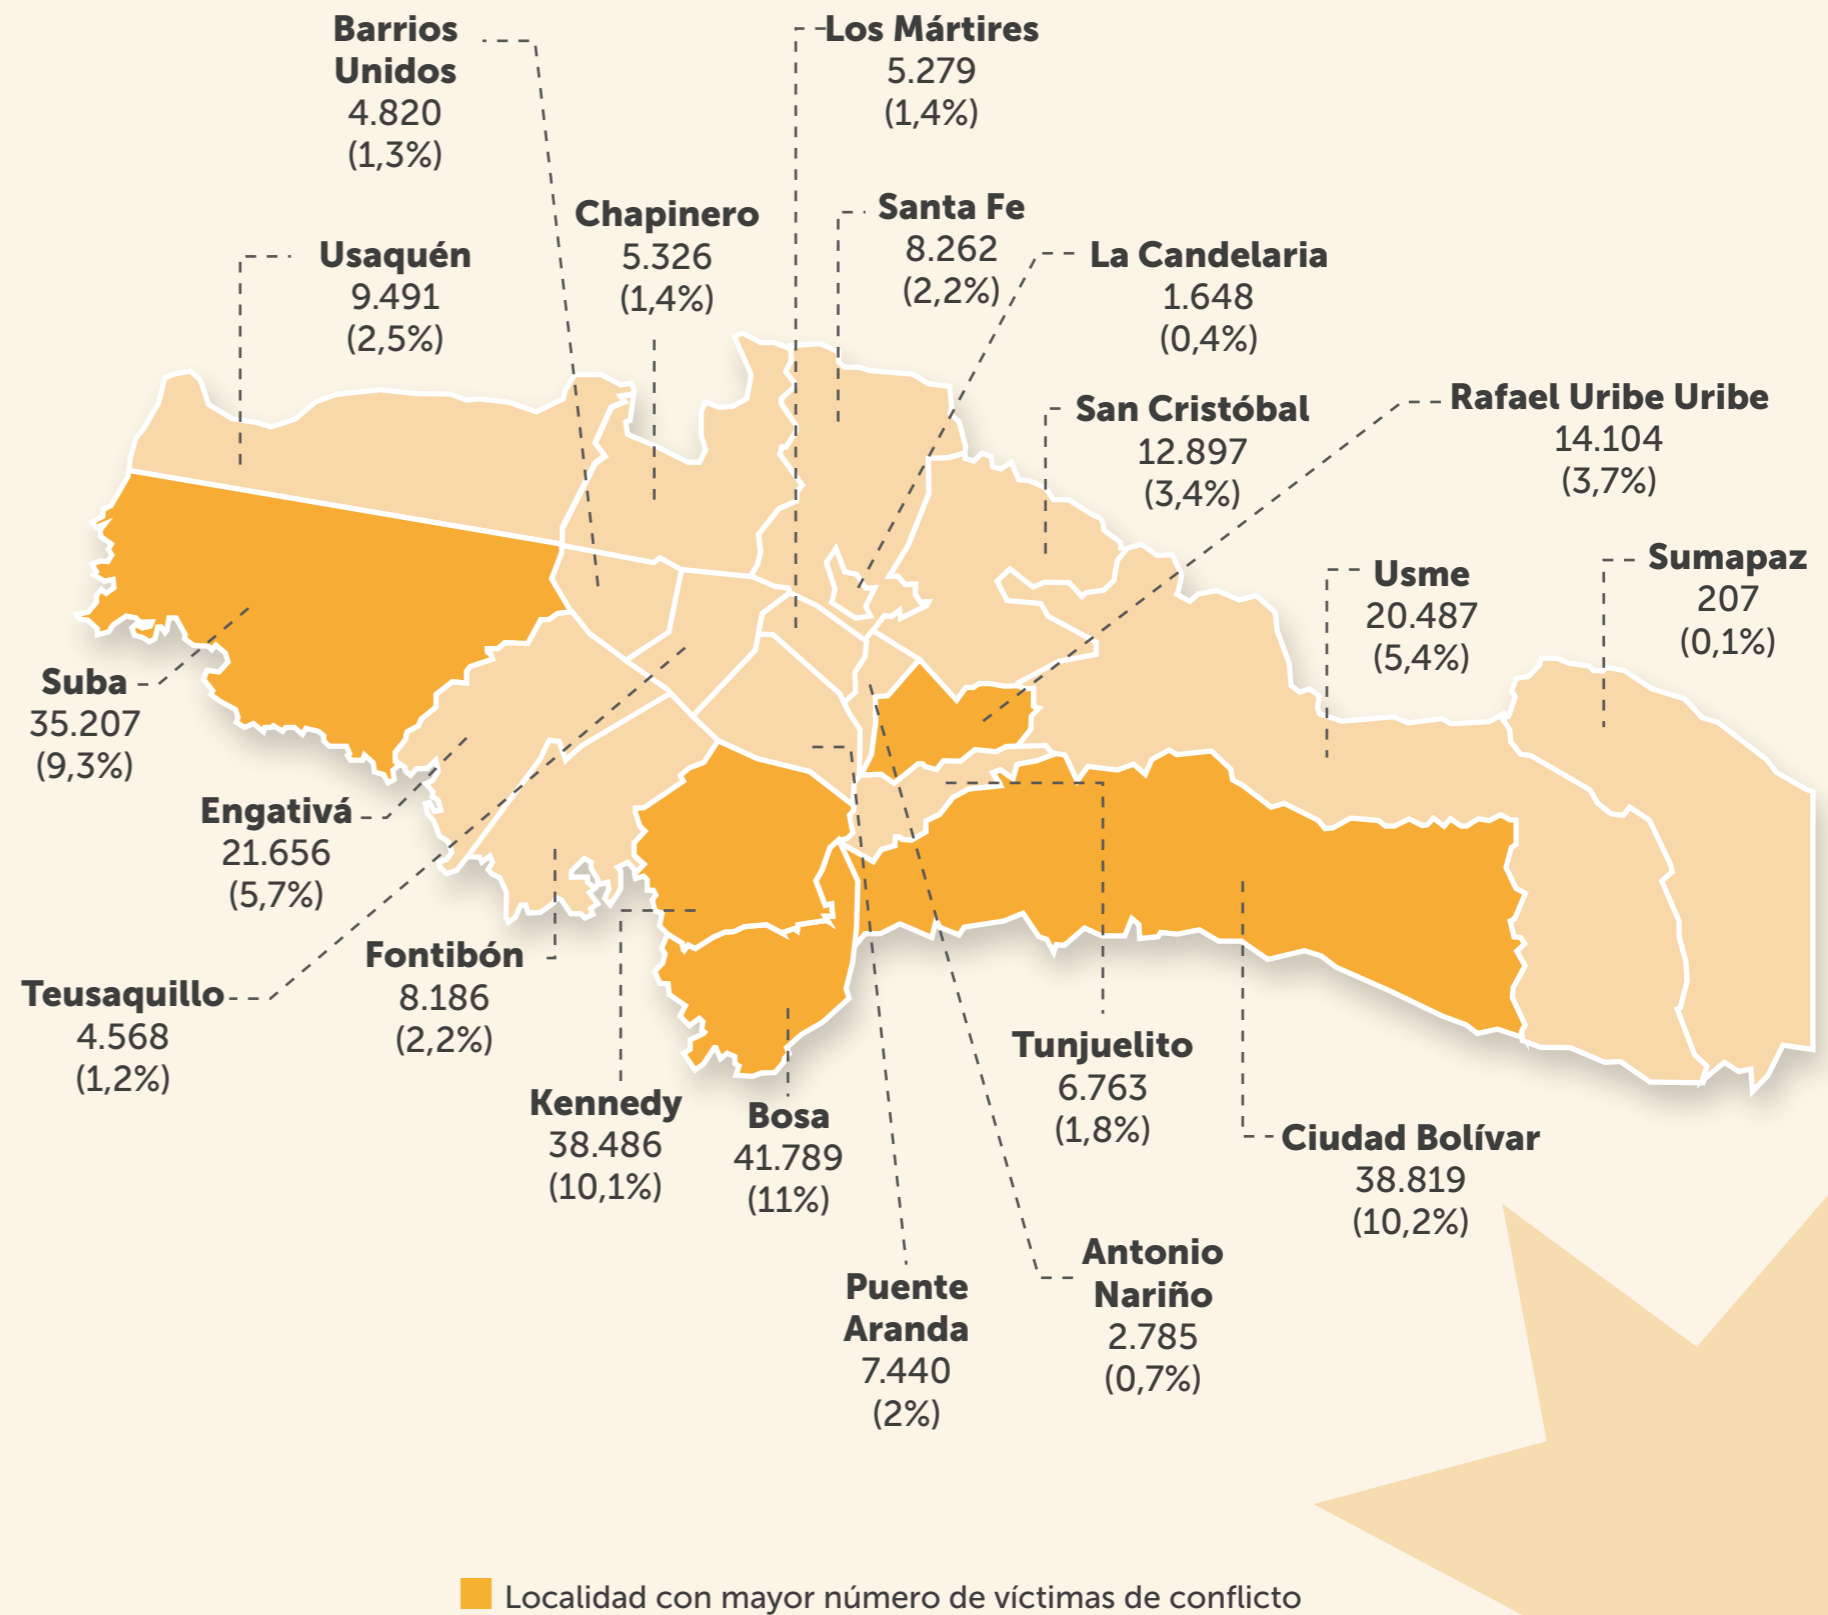 Barrios
Unidos
4.820
(1,3%)
Los Mártires
5.279
(1,4%)
Chapinero
5.326
(1,4%)
Santa Fe
8.262
(2,2%)
Usaquén
9.491
(2,5%)
La Candelaria
1.648
(0,4%)
San Cristóbal
12.897
(3,4%)
Rafael Uribe Uribe
14.104
(3,7%)
Usme
20.487
(5,4%)
Sumapaz
207
(0,1%)
Suba
35.207
(9,3%)
Engativá
21.656
(5,7%)
Teusaquillo
4.568
(1,2%)
Fontibón
8.186
(2,2%)
Kennedy
38.486
(10,1%)
Bosa
41.789
(11%)
Tunjuelito
6.763
(1,8%)
Ciudad Bolívar
38.819
(10,2%)
Puente
Aranda
7.440
(2%)
Antonio
Nariño
2.785
(0,7%)
Localidad con mayor número de víctimas de conflicto